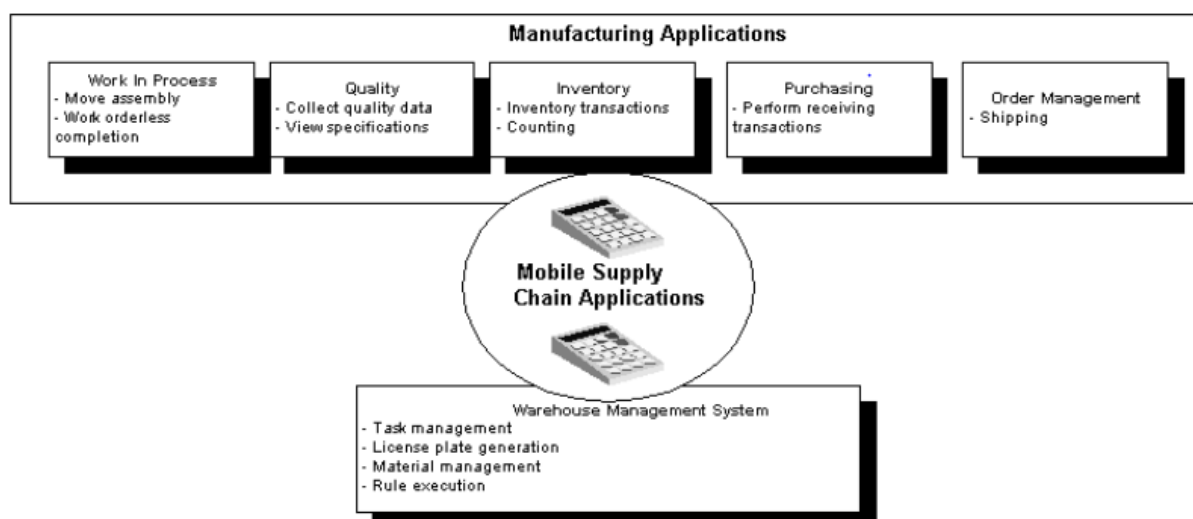 Manufacturing Applications
Work In Process
- Move assembly
- Work orderless
completion
Quality
- Collect quality data
- View specifications
Inventory
- Inventory transactions
- Counting
Purchasing
- Perform receiving
transactions
Order Management
- Shipping
Mobile Supply
Chain Applications
Warehouse Management System
- Task management
- License plate generation
- Material management
- Rule execution